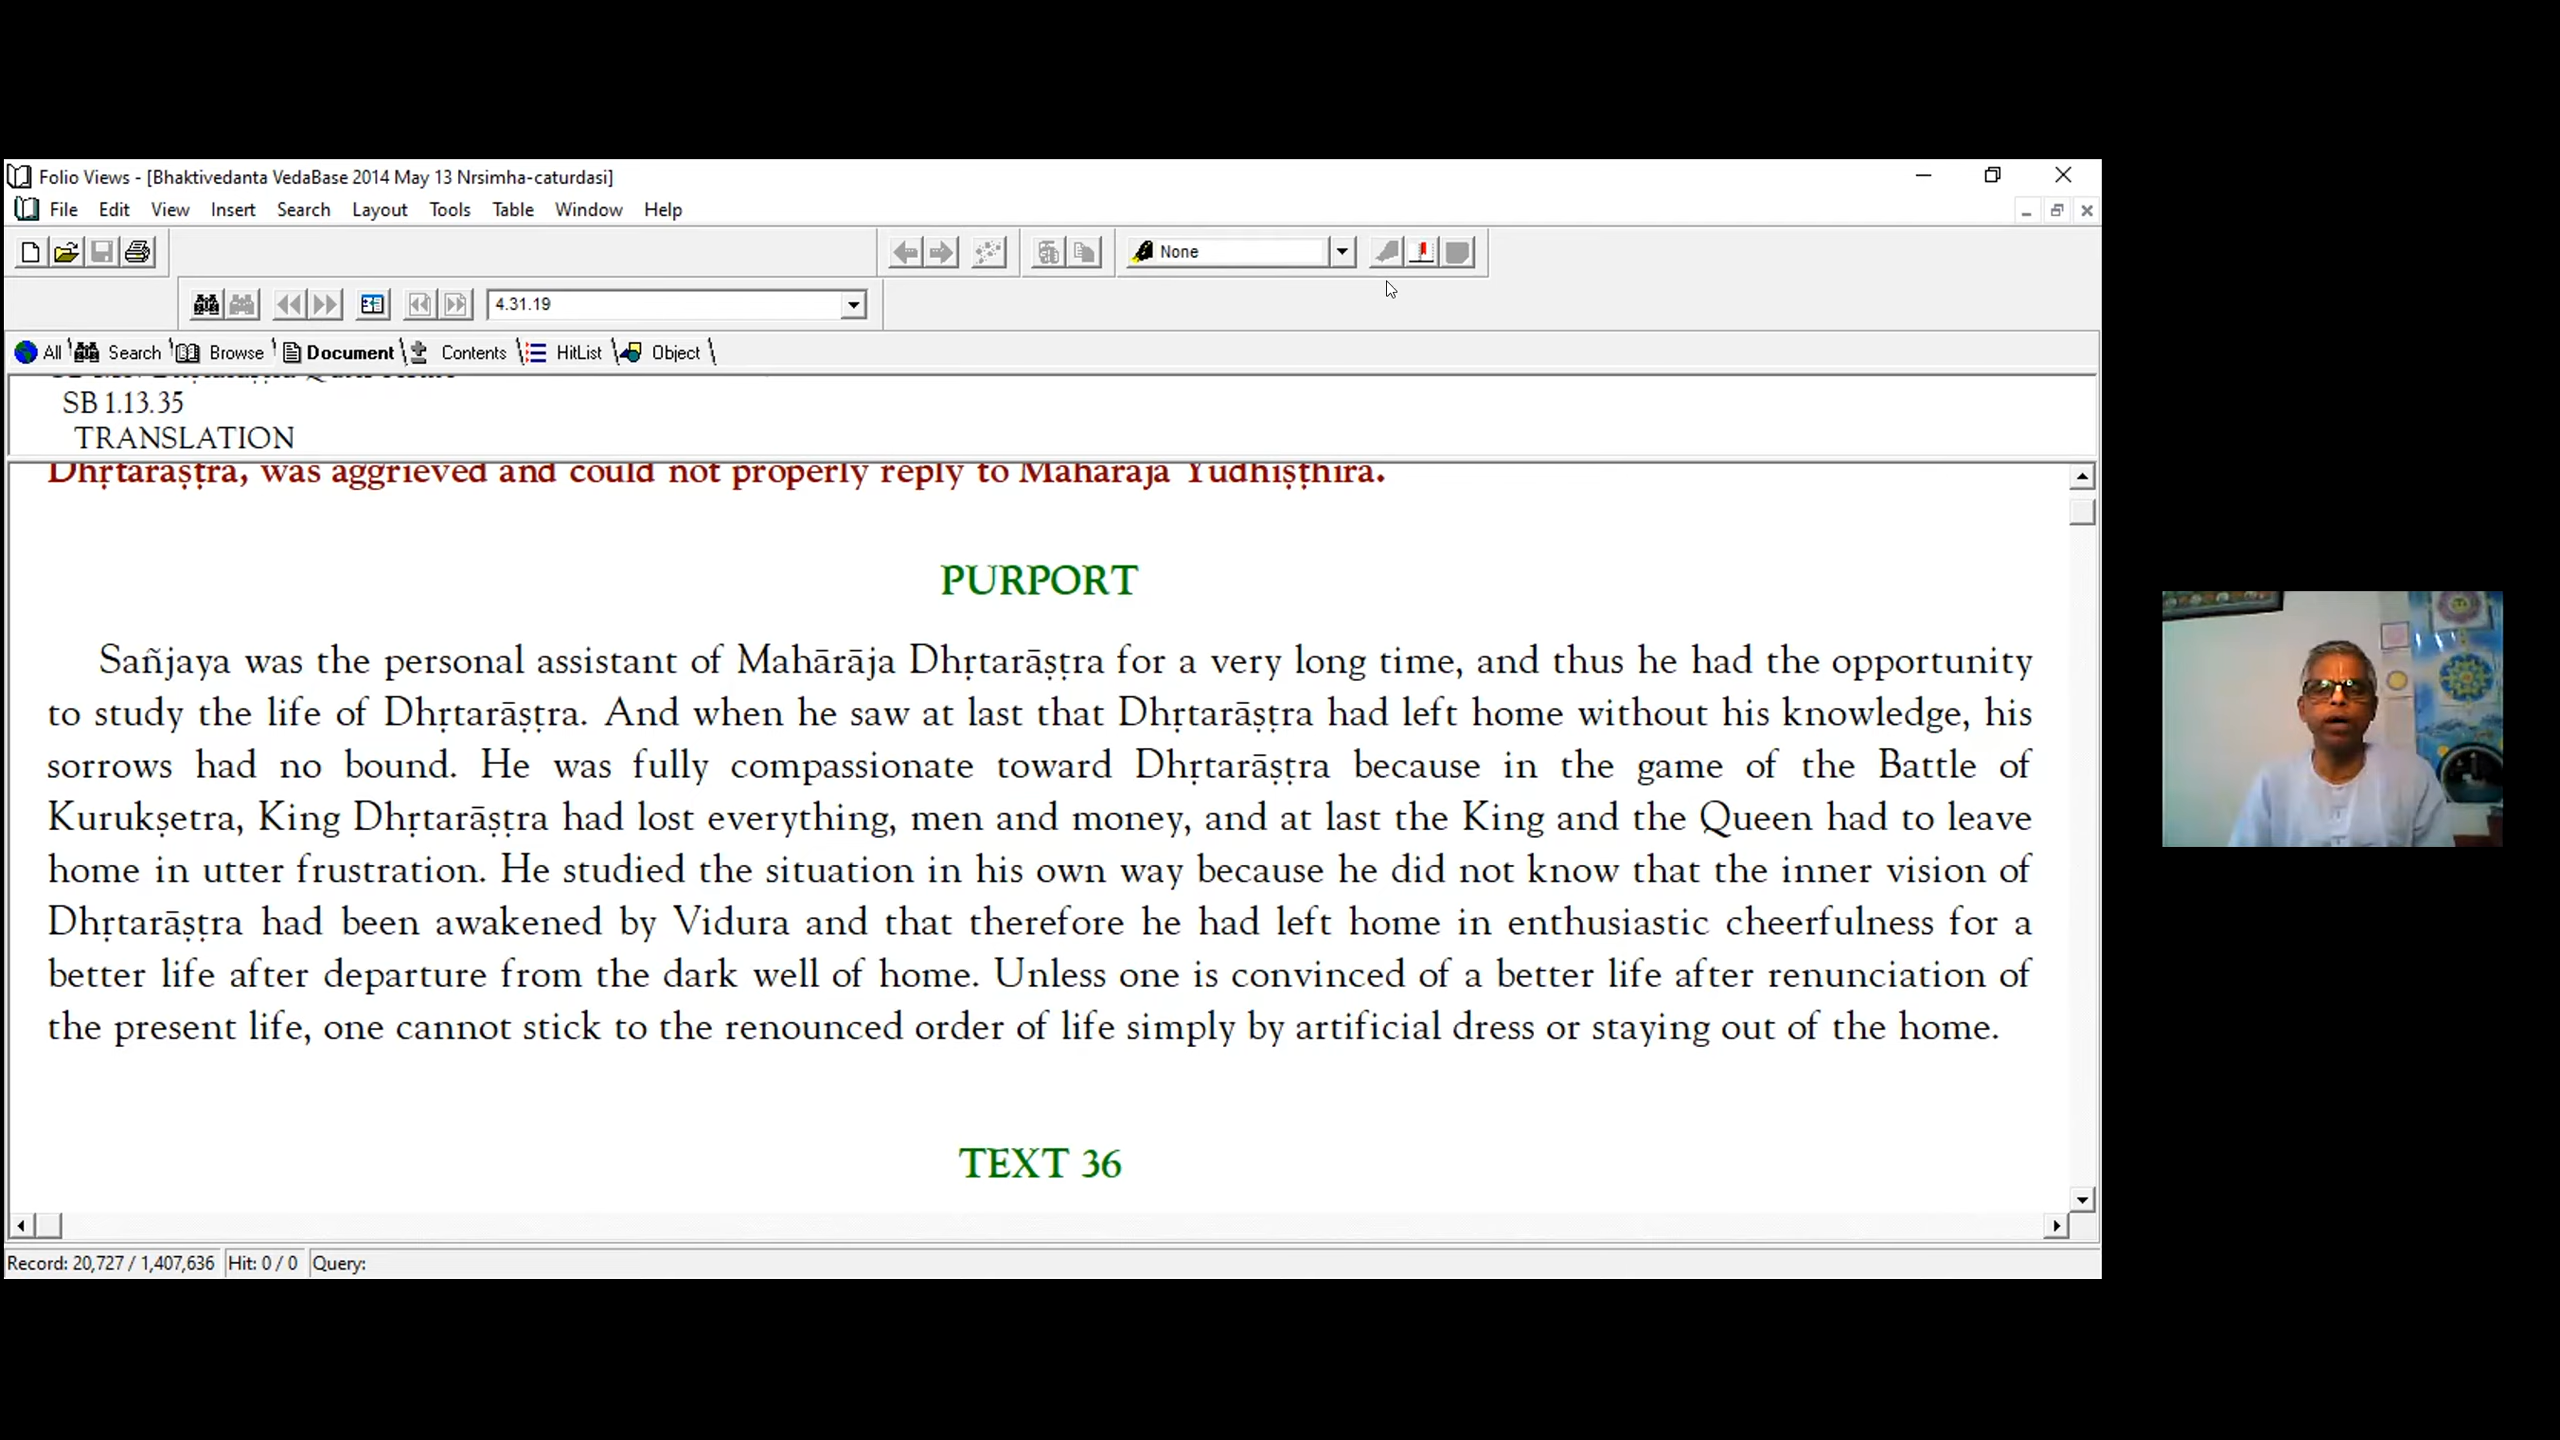 Folio Views - [Bhaktivedanta VedaBase 2014 May 13 Nrsimha-caturdasi]
File Edit View Insert Search Layout Tools Table Window Help
None
4.31.19
All Search Browse Document Contents HitList Object
SB 1.13.35
TRANSLATION
Dhṛtarāṣṭra, was aggrieved and could not properly reply to Mahārāja Yudhiṣṭhira.
PURPORT
Sañjaya was the personal assistant of Mahārāja Dhṛtarāṣṭra for a very long time, and thus he had the opportunity
to study the life of Dhṛtarāṣṭra. And when he saw at last that Dhṛtarāṣṭra had left home without his knowledge, his
sorrows had no bound. He was fully compassionate toward Dhṛtarāṣṭra because in the game of the Battle of
Kurukṣetra, King Dhṛtarāṣṭra had lost everything, men and money, and at last the King and the Queen had to leave
home in utter frustration. He studied the situation in his own way because he did not know that the inner vision of
Dhṛtarāṣṭra had been awakened by Vidura and that therefore he had left home in enthusiastic cheerfulness for a
better life after departure from the dark well of home. Unless one is convinced of a better life after renunciation of
the present life, one cannot stick to the renounced order of life simply by artificial dress or staying out of the home.
TEXT 36
Record: 20,727 / 1,407,636 Hit: 0 / 0 Query: